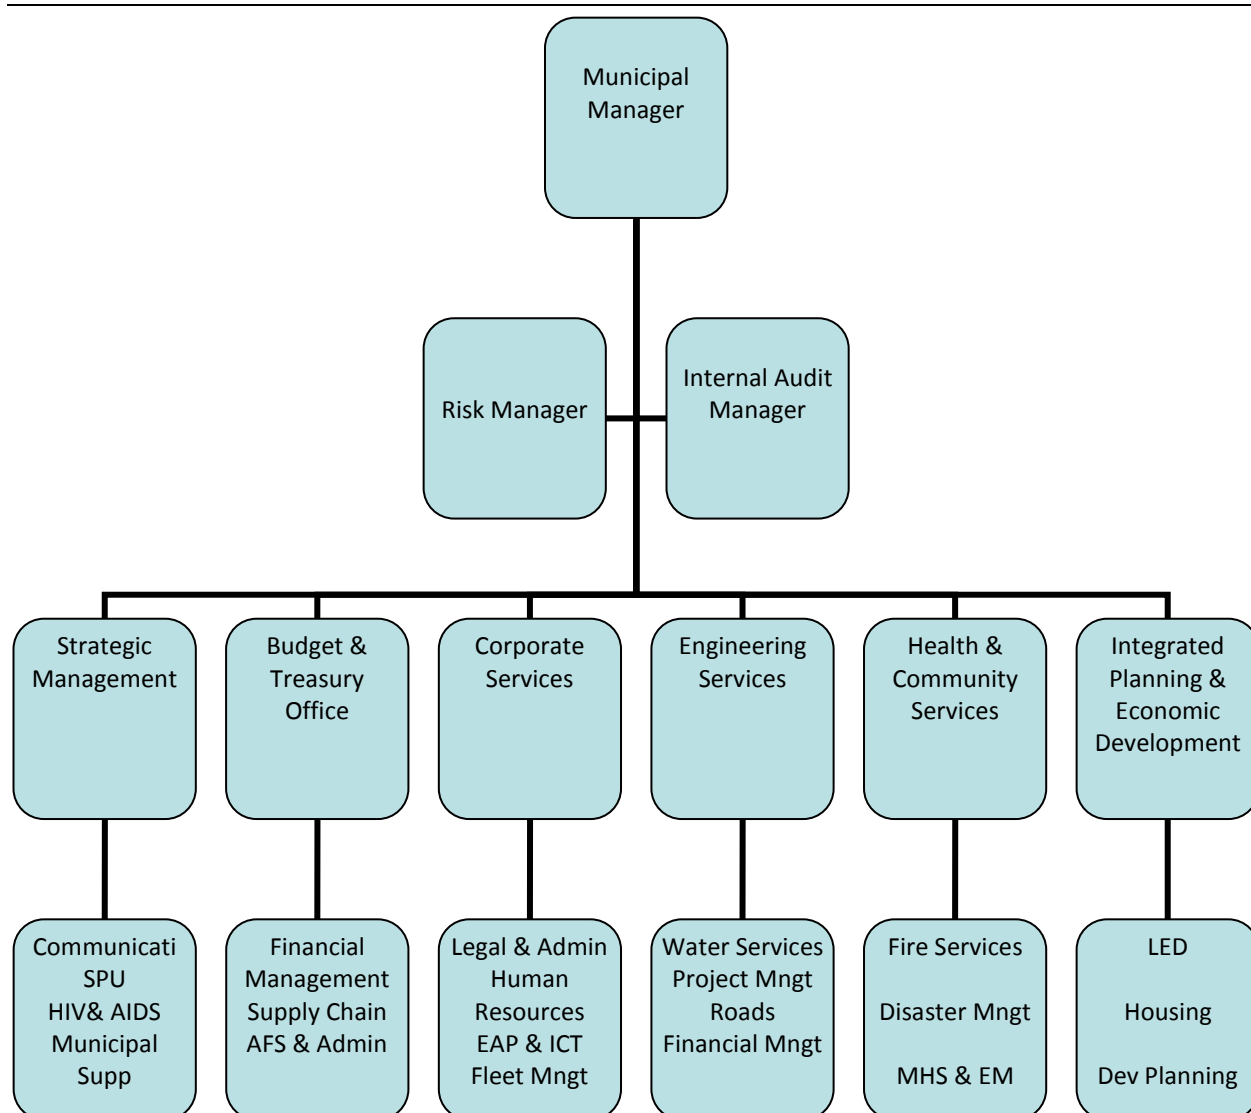 Municipal
Manager
Risk Manager
Internal Audit
Manager
Strategic
Management
Budget &
Treasury
Office
Corporate
Services
Engineering
Services
Health &
Community
Services
Integrated
Planning &
Economic
Development
Communicati
SPU
HIV& AIDS
Municipal
Supp
Financial
Management
Supply Chain
AFS & Admin
Legal & Admin
Human
Resources
EAP & ICT
Fleet Mngt
Water Services
Project Mngt
Roads
Financial Mngt
Fire Services
Disaster Mngt
MHS & EM
LED
Housing
Dev Planning